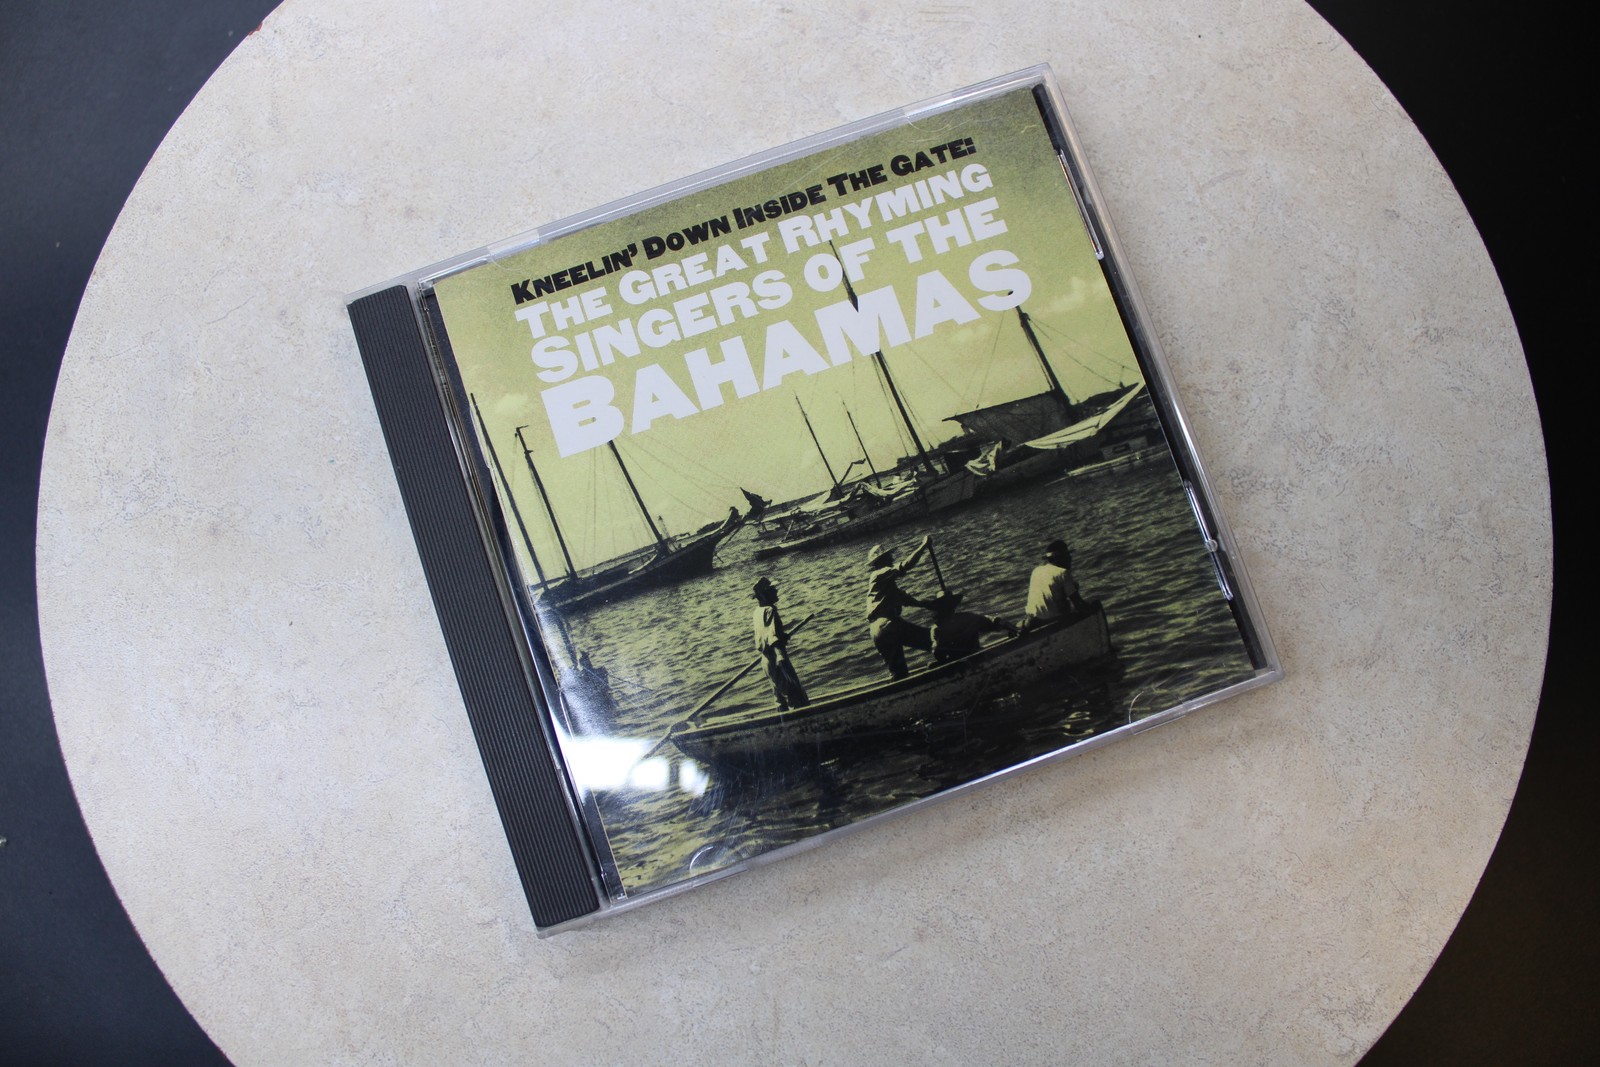 KNEELIN' DOWN INSIDE THE GATE:
THE GREAT RHYMING
SINGERS OF THE
BAHAMAS